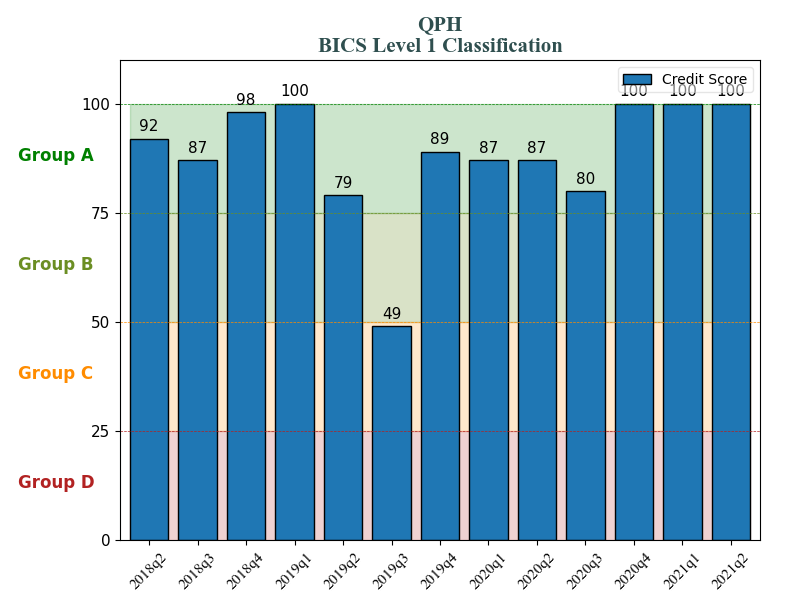 QPH
BICS Level 1 Classification
Credit Score
100
75
50
25
0
Group A
Group B
Group C
Group D
92
87
98
100
79
49
89
87
87
80
100
100
100
2018q2
2018q3
2018q4
2019q1
2019q2
2019q3
2019q4
2020q1
2020q2
2020q3
2020q4
2021q1
2021q2